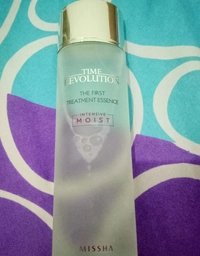 TIME
REVOLUTION
THE FIRST
TREATMENT ESSENCE
INTENSIVE
MOIST
MISSHA